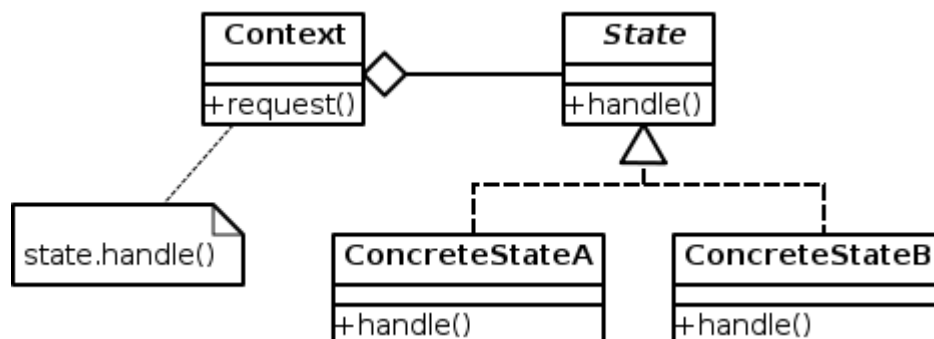 Context
State
+request()
+handle()
state.handle()
ConcreteStateA
ConcreteStateB
+handle()
+handle()